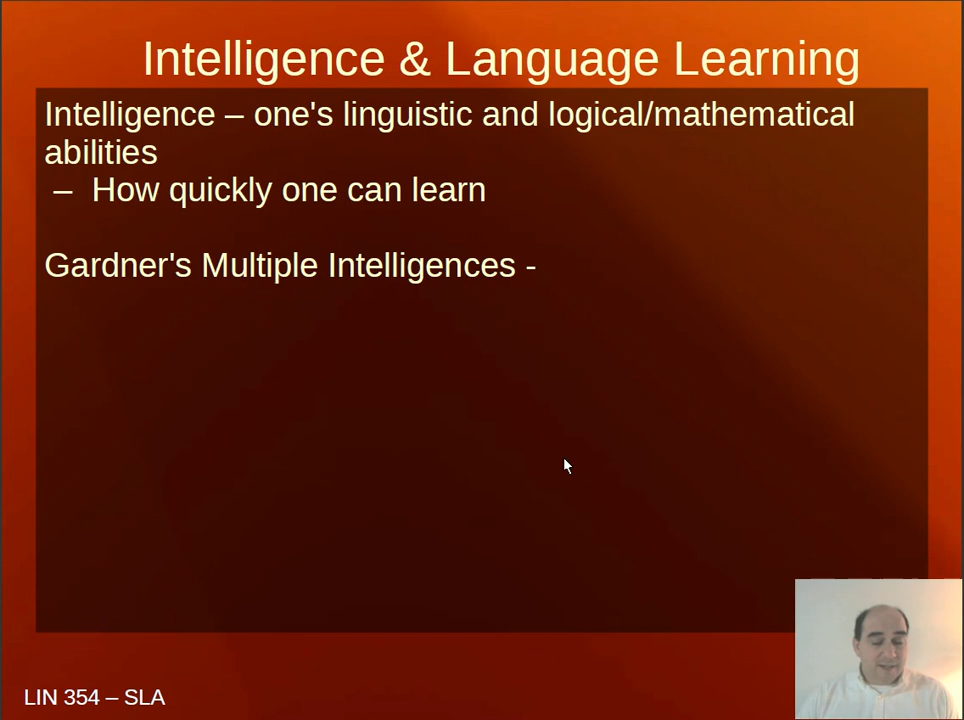 Intelligence & Language Learning
Intelligence – one's linguistic and logical/mathematical
abilities
– How quickly one can learn
Gardner's Multiple Intelligences -
LIN 354 – SLA